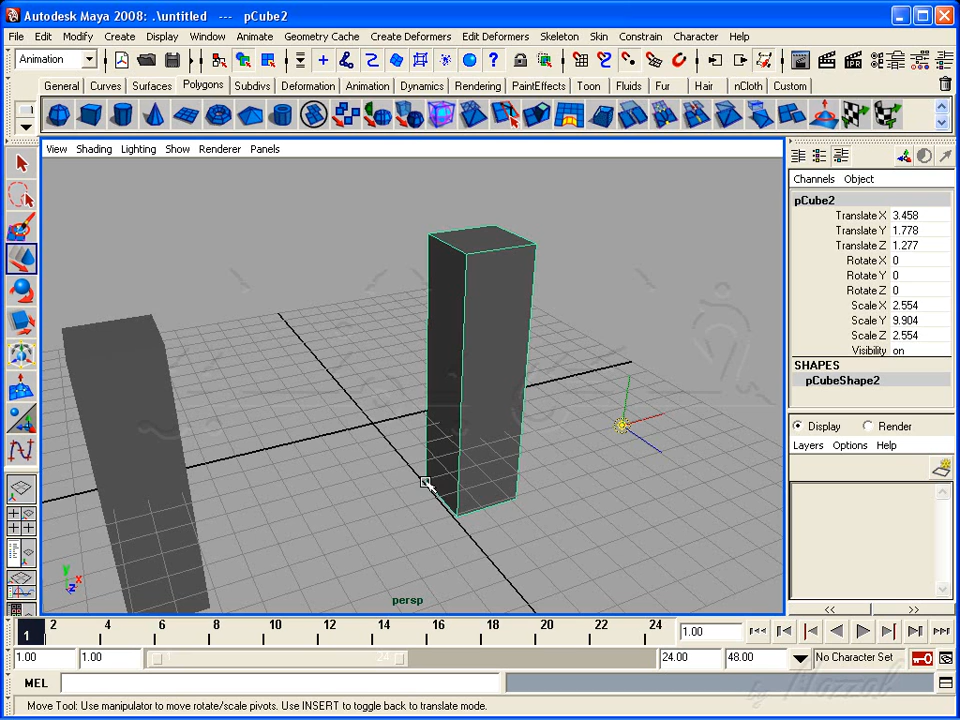 Autodesk Maya 2008: .\untitled --- pCube2
File Edit Modify Create Display Window Animate Geometry Cache Create Deformers Edit Deformers Skeleton Skin Constrain Character Help
Animation
General Curves Surfaces Polygons Subdivs Deformation Animation Dynamics Rendering PaintEffects Toon Fluids Fur Hair nCloth Custom
View Shading Lighting Show Renderer Panels
Channels Object
pCube2
Translate X 3.458
Translate Y 1.778
Translate Z 1.277
Rotate X 0
Rotate Y 0
Rotate Z 0
Scale X 2.554
Scale Y 9.904
Scale Z 2.554
Visibility on
SHAPES
pCubeShape2
Display Render
Layers Options Help
y x z
persp
<< >>
1 2 4 6 8 10 12 14 16 18 20 22 24 1.00
1.00 1.00 24 24.00 48.00 No Character Set
MEL
by Mazzal
Move Tool: Use manipulator to move rotate/scale pivots. Use INSERT to toggle back to translate mode.